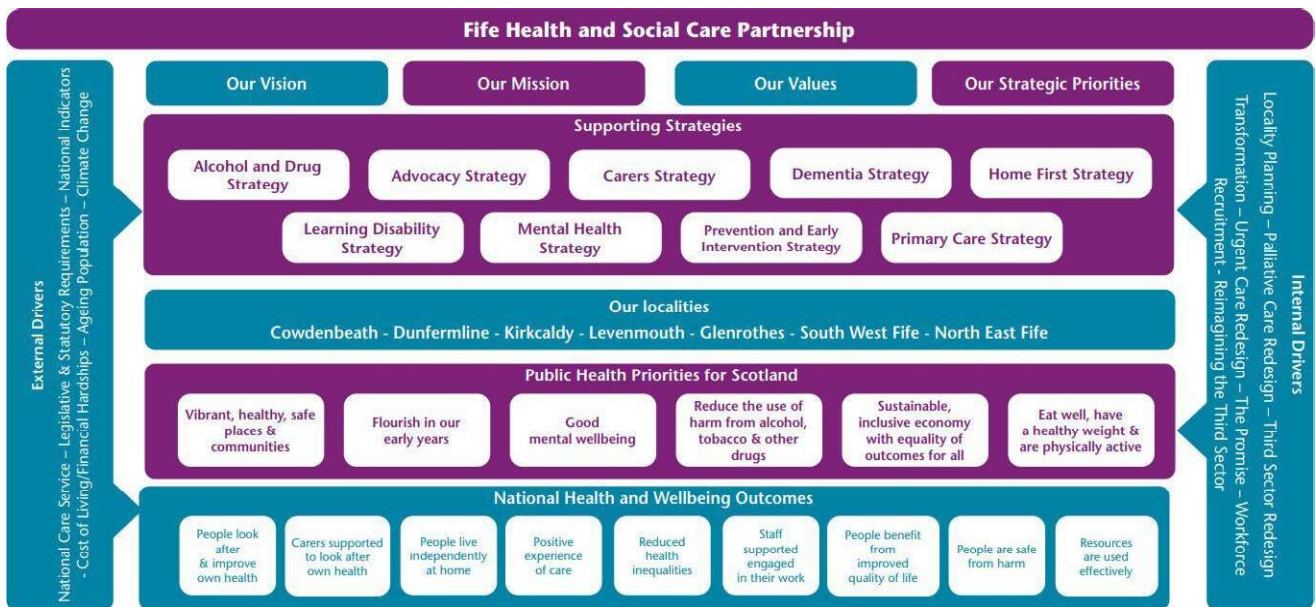 Fife Health and Social Care Partnership
External Drivers
National Care Service – Legislative & Statutory Requirements – National Indicators
- Cost of Living/Financial Hardships – Ageing Population – Climate Change
Our Vision
Our Mission
Our Values
Our Strategic Priorities
Supporting Strategies
Alcohol and Drug
Strategy
Advocacy Strategy
Carers Strategy
Dementia Strategy
Home First Strategy
Learning Disability
Strategy
Mental Health
Strategy
Prevention and Early
Intervention Strategy
Primary Care Strategy
Our localities
Cowdenbeath - Dunfermline - Kirkcaldy - Levenmouth - Glenrothes - South West Fife - North East Fife
Public Health Priorities for Scotland
Vibrant, healthy, safe
places &
communities
Flourish in our
early years
Good
mental wellbeing
Reduce the use of
harm from alcohol,
tobacco & other
drugs
Sustainable,
inclusive economy
with equality of
outcomes for all
Eat well, have
a healthy weight &
are physically active
National Health and Wellbeing Outcomes
People look
after
& improve
own health
Carers supported
to look after
own health
People live
independently
at home
Positive
experience
of care
Reduced
health
inequalities
Staff
supported
engaged
in their work
People benefit
from
improved
quality of life
People are safe
from harm
Resources
are used
effectively
Internal Drivers
Locality Planning – Palliative Care Redesign – Third Sector Redesign
Transformation – Urgent Care Redesign – The Promise – Workforce
Recruitment - Reimagining the Third Sector